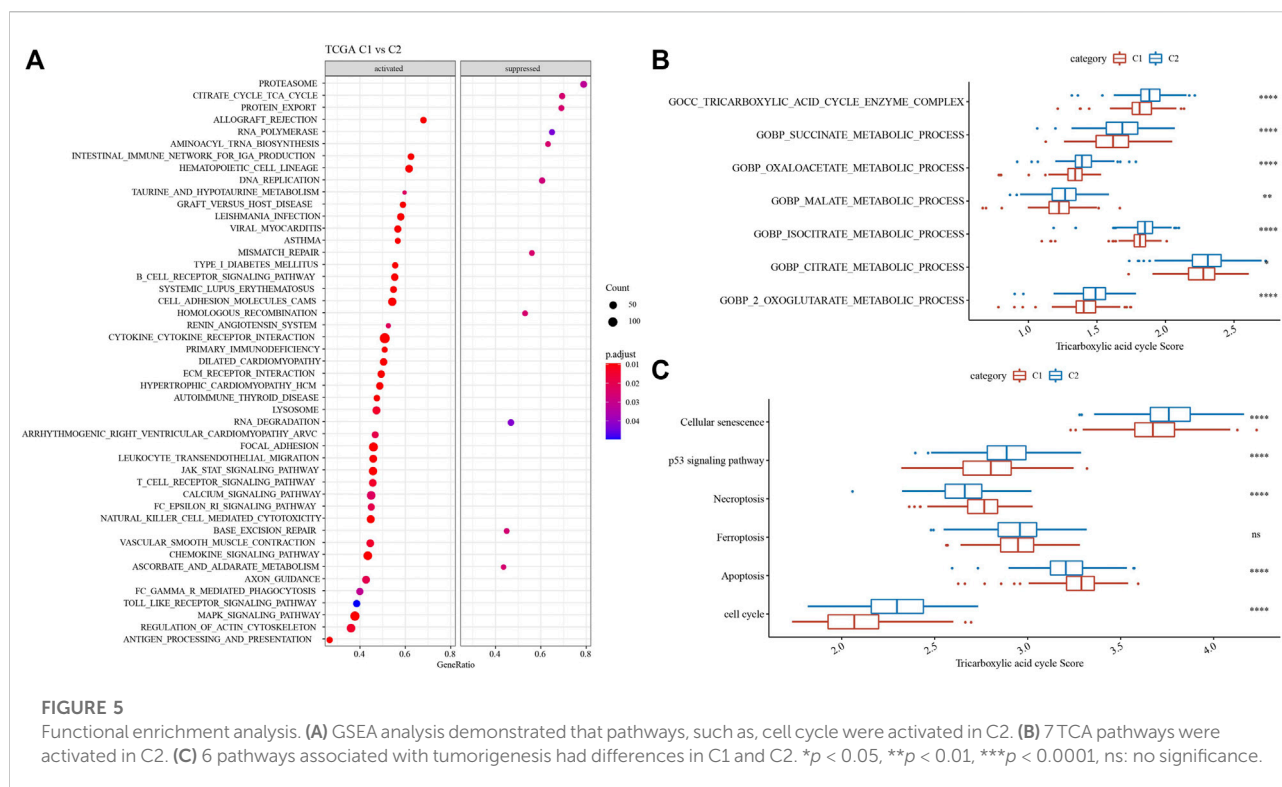 A
TCGA C1 vs C2
activated
suppressed
PROTEASOME
CITRATE_CYCLE_TCA_CYCLE
PROTEIN_EXPORT
ALLOGRAFT_REJECTION
RNA_POLYMERASE
AMINOACYL_TRNA_BIOSYNTHESIS
INTESTINAL_IMMUNE_NETWORK_FOR_IGA_PRODUCTION
HEMATOPOIETIC_CELL_LINEAGE
DNA_REPLICATION
TAURINE_AND_HYPOTAURINE_METABOLISM
GRAFT_VERSUS_HOST_DISEASE
LEISHMANIA_INFECTION
VIRAL_MYOCARDITIS
ASTHMA
MISMATCH_REPAIR
TYPE_I_DIABETES_MELLITUS
B_CELL_RECEPTOR_SIGNALING_PATHWAY
SYSTEMIC_LUPUS_ERYTHEMATOSUS
CELL_ADHESION_MOLECULES_CAMS
HOMOLOGOUS_RECOMBINATION
RENIN_ANGIOTENSIN_SYSTEM
CYTOKINE_CYTOKINE_RECEPTOR_INTERACTION
PRIMARY_IMMUNODEFICIENCY
DILATED_CARDIOMYOPATHY
ECM_RECEPTOR_INTERACTION
HYPERTROPHIC_CARDIOMYOPATHY_HCM
AUTOIMMUNE_THYROID_DISEASE
LYSOSOME
RNA_DEGRADATION
ARRHYTHMOGENIC_RIGHT_VENTRICULAR_CARDIOMYOPATHY_ARVC
FOCAL_ADHESION
LEUKOCYTE_TRANSENDOTHELIAL_MIGRATION
JAK_STAT_SIGNALING_PATHWAY
T_CELL_RECEPTOR_SIGNALING_PATHWAY
CALCIUM_SIGNALING_PATHWAY
FC_EPSILON_RI_SIGNALING_PATHWAY
NATURAL_KILLER_CELL_MEDIATED_CYTOTOXICITY
BASE_EXCISION_REPAIR
VASCULAR_SMOOTH_MUSCLE_CONTRACTION
CHEMOKINE_SIGNALING_PATHWAY
ASCORBATE_AND_ALDARATE_METABOLISM
AXON_GUIDANCE
FC_GAMMA_R_MEDIATED_PHAGOCYTOSIS
TOLL_LIKE_RECEPTOR_SIGNALING_PATHWAY
MAPK_SIGNALING_PATHWAY
REGULATION_OF_ACTIN_CYTOSKELETON
ANTIGEN_PROCESSING_AND_PRESENTATION
0.4 0.6 0.8 0.4 0.6 0.8
GeneRatio
Count
50
100
p.adjust
0.01
0.02
0.03
0.04
B
category C1 C2
GOCC_TRICARBOXYLIC_ACID_CYCLE_ENZYME_COMPLEX ****
GOBP_SUCCINATE_METABOLIC_PROCESS ****
GOBP_OXALOACETATE_METABOLIC_PROCESS ****
GOBP_MALATE_METABOLIC_PROCESS **
GOBP_ISOCITRATE_METABOLIC_PROCESS ****
GOBP_CITRATE_METABOLIC_PROCESS *
GOBP_2_OXOGLUTARATE_METABOLIC_PROCESS ****
1.0 1.5 2.0 2.5
Tricarboxylic acid cycle Score
C
category C1 C2
Cellular senescence ****
p53 signaling pathway ****
Necroptosis ****
Ferroptosis ns
Apoptosis ****
cell cycle ****
2.0 2.5 3.0 3.5 4.0
Tricarboxylic acid cycle Score
FIGURE 5
Functional enrichment analysis. (A) GSEA analysis demonstrated that pathways, such as, cell cycle were activated in C2. (B) 7 TCA pathways were
activated in C2. (C) 6 pathways associated with tumorigenesis had differences in C1 and C2. *p < 0.05, **p < 0.01, ***p < 0.0001, ns: no significance.